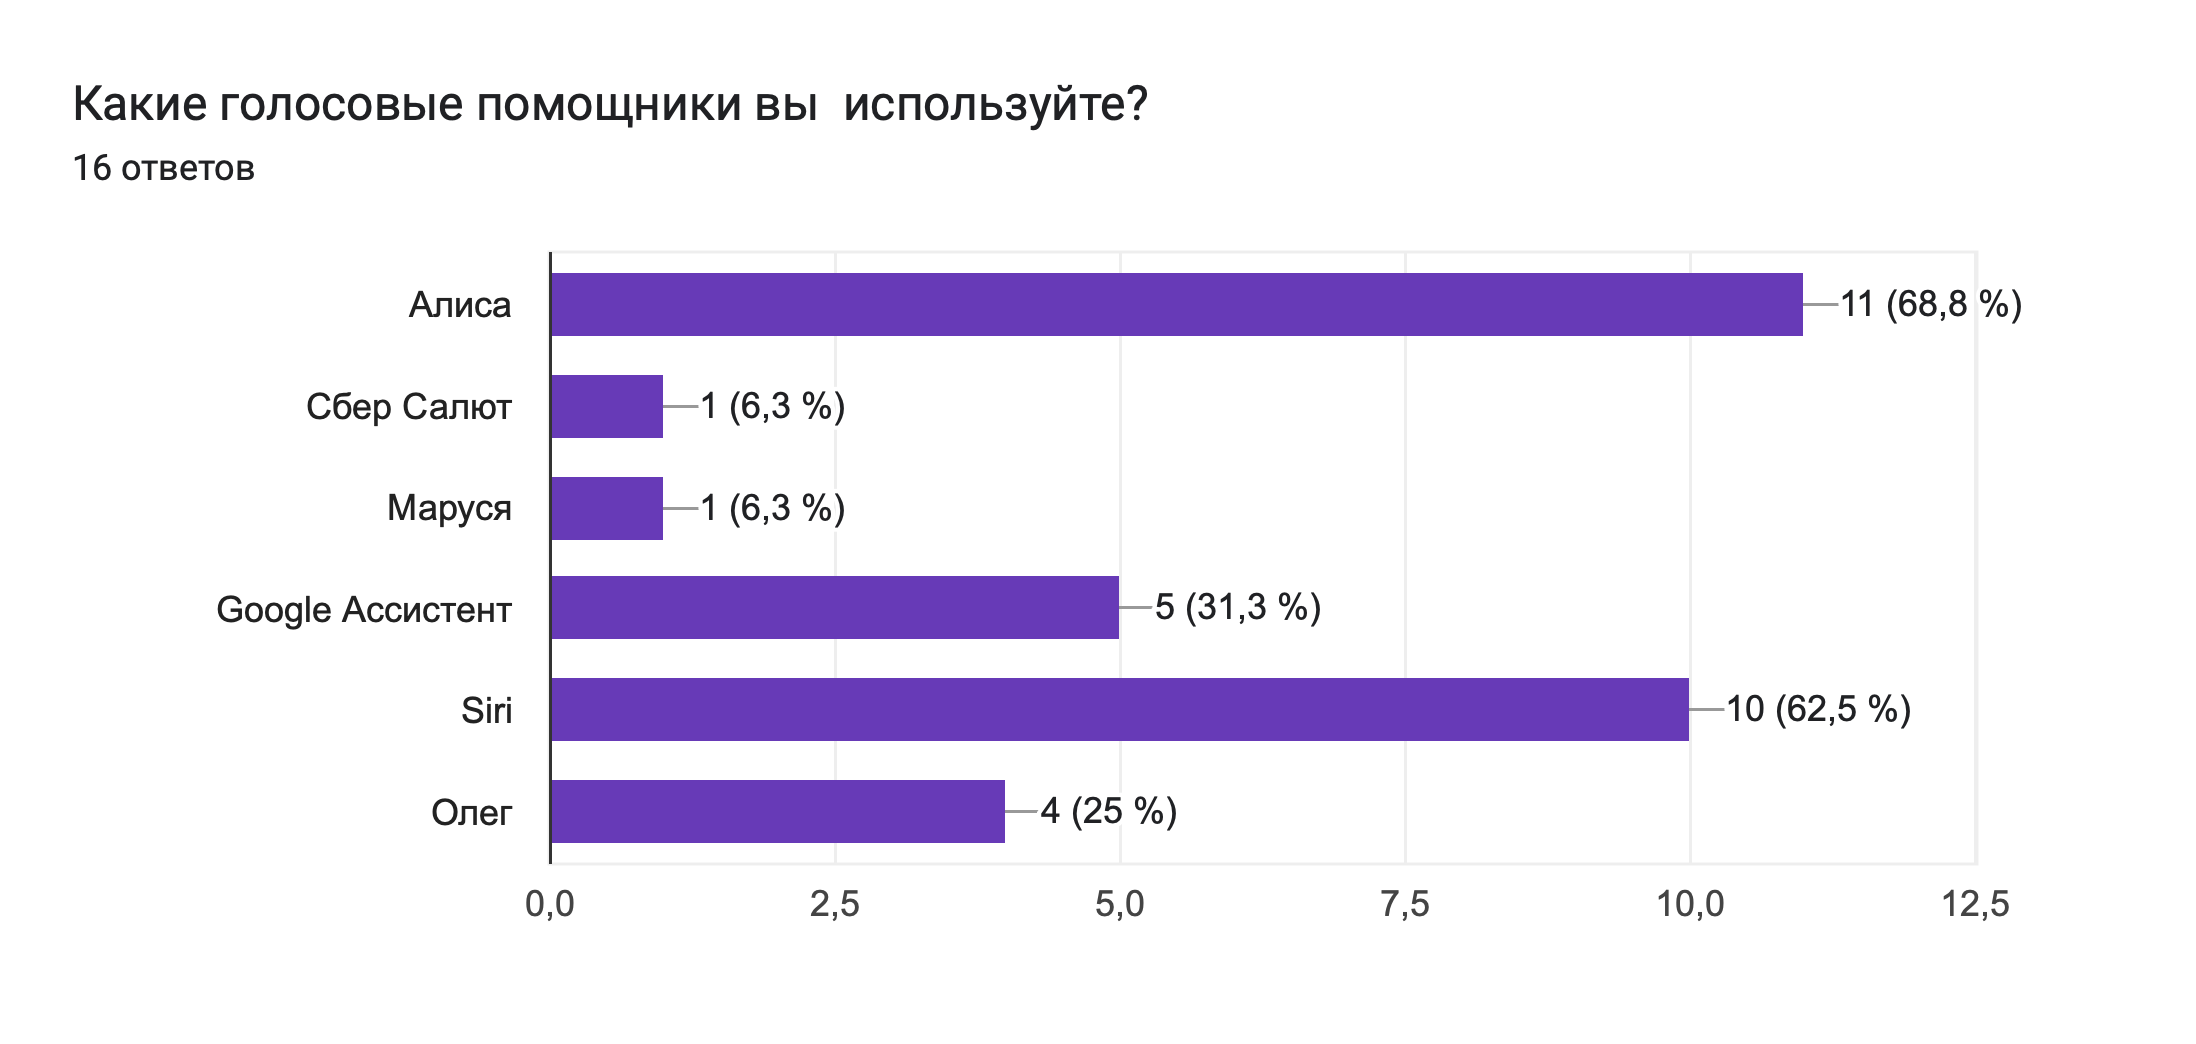 Какие голосовые помощники вы  используйте?
16 ответов
Алиса 11 (68,8 %)
Сбер Салют 1 (6,3 %)
Маруся 1 (6,3 %)
Google Ассистент 5 (31,3 %)
Siri 10 (62,5 %)
Олег 4 (25 %)
0,0 2,5 5,0 7,5 10,0 12,5